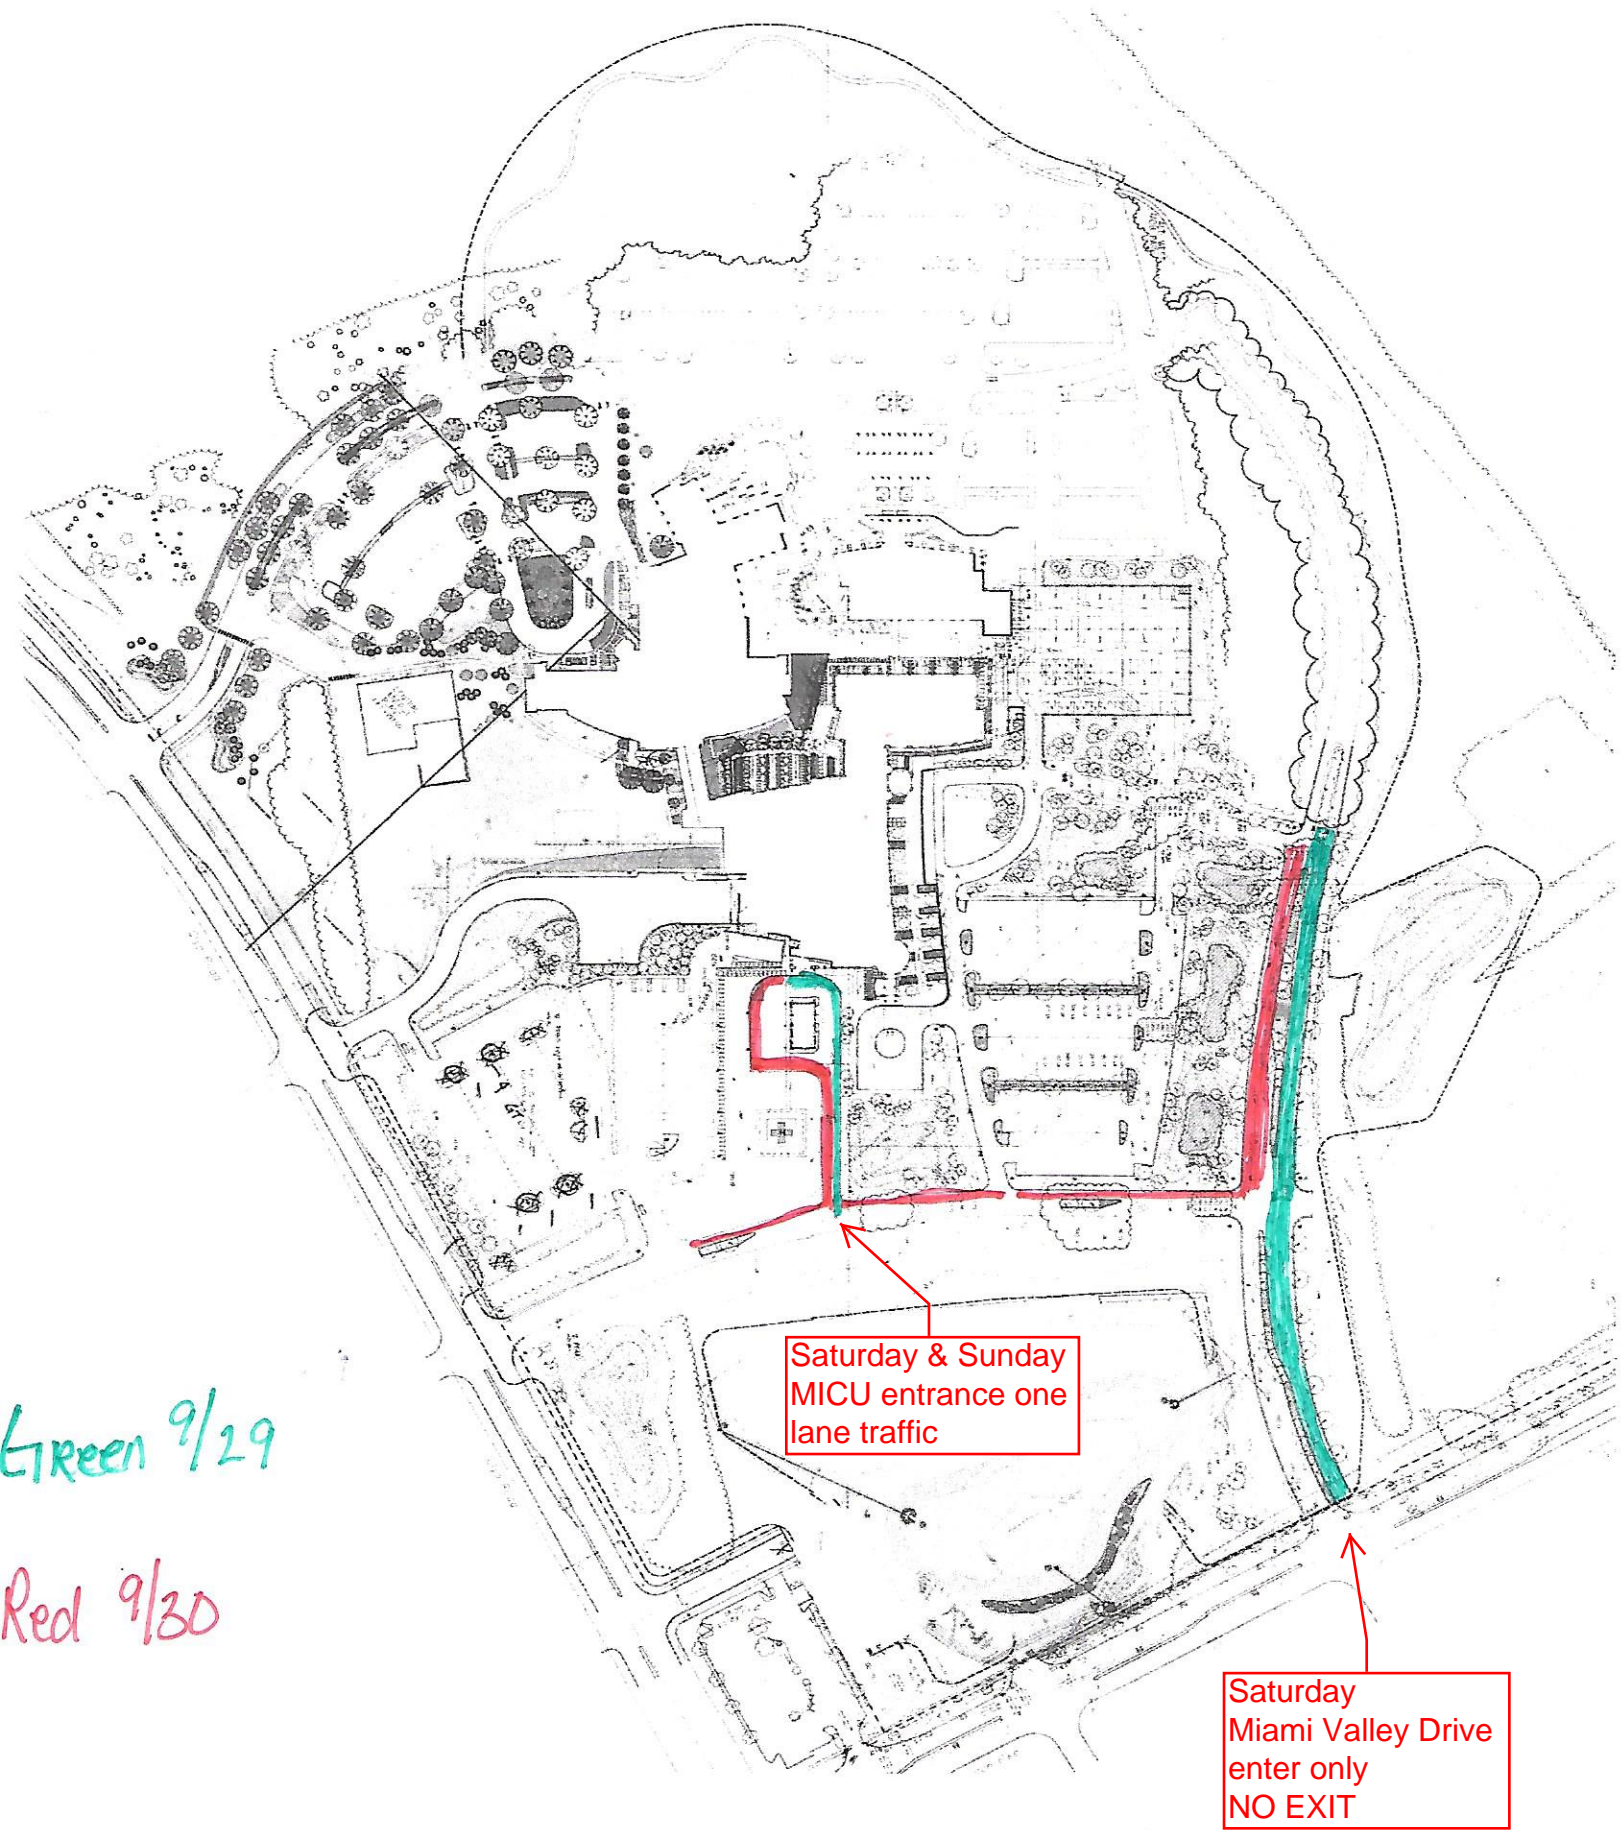 Saturday & Sunday
MICU entrance one
lane traffic
Green 9/29
Red 9/30
Saturday
Miami Valley Drive
enter only
NO EXIT